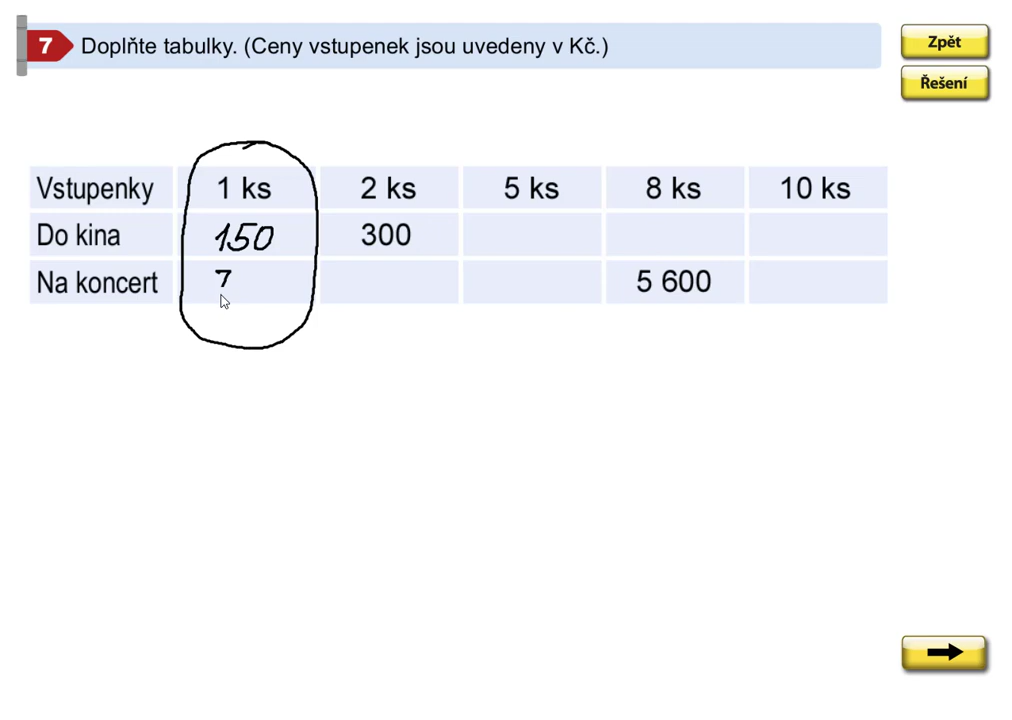 7 Doplňte tabulky. (Ceny vstupenek jsou uvedeny v Kč.)
Zpět
Řešení
Vstupenky 1 ks 2 ks 5 ks 8 ks 10 ks
Do kina 150 300
Na koncert 7 5 600